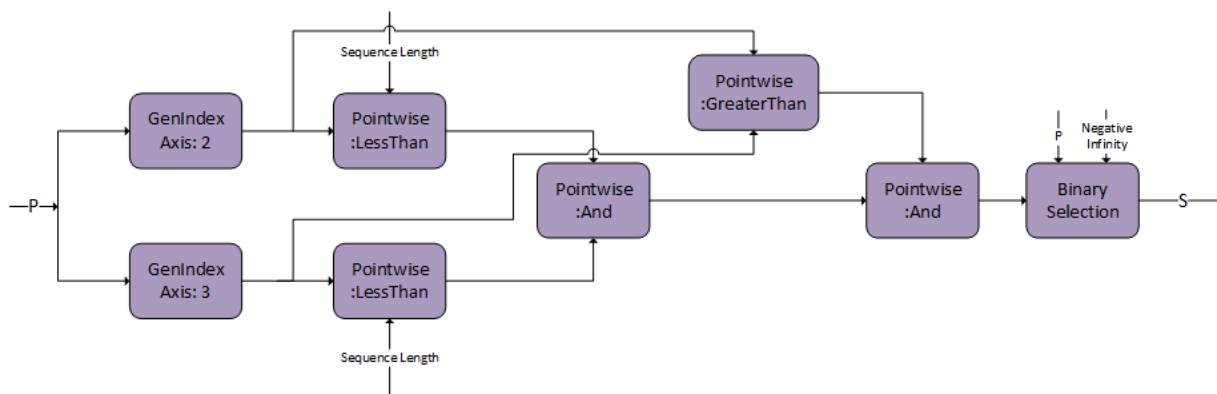 Sequence Length
Pointwise
:GreaterThan
GenIndex
Axis: 2
Pointwise
:LessThan
P
Negative
Infinity
Pointwise
:And
Pointwise
:And
Binary
Selection
P
S
GenIndex
Axis: 3
Pointwise
:LessThan
Sequence Length